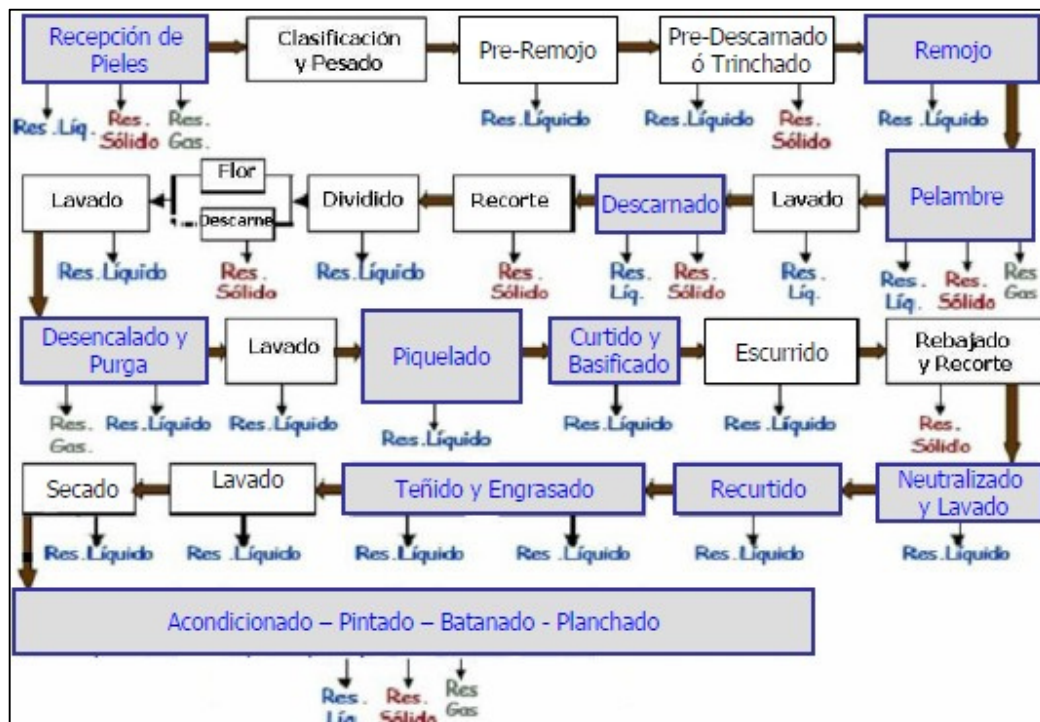 Recepción de
Pieles
Clasificación
y Pesado
Pre-Remojo
Pre-Descarnado
ó Trinchado
Remojo
Res.Líq.
Res.
Sólido
Res.
Gas.
Res.Líquido
Res.Líquido
Res.
Sólido
Res.Líquido
Lavado
Flor
Descarne
Dividido
Recorte
Descarnado
Lavado
Pelambre
Res.Líquido
Res.
Sólido
Res.Líquido
Res.
Sólido
Res.
Líq.
Res.
Sólido
Res.
Líq.
Res.
Líq.
Res.
Sólido
Res
Gas
Desencalado y
Purga
Lavado
Piquelado
Curtido y
Basificado
Escurrido
Rebajado
y Recorte
Res.
Gas.
Res.Líquido
Res.Líquido
Res.Líquido
Res.Líquido
Res.Líquido
Res.
Sólido
Secado
Lavado
Teñido y Engrasado
Recurtido
Neutralizado
y Lavado
Res.Líquido
Res.Líquido
Res.Líquido
Res.Líquido
Res.Líquido
Res.Líquido
Acondicionado – Pintado – Batanado - Planchado
Res.
Líq.
Res.
Sólido
Res
Gas